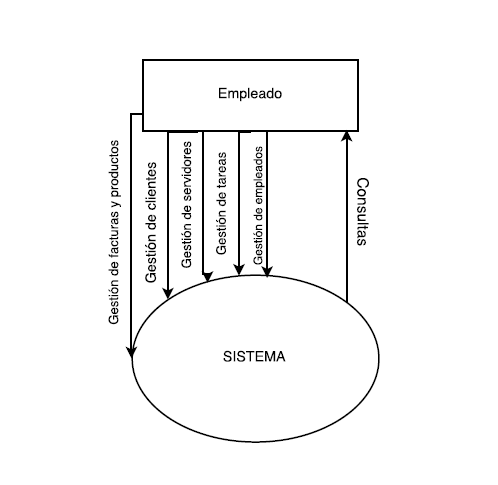 Empleado
Gestión de facturas y productos
Gestión de clientes
Gestión de servidores
Gestión de tareas
Gestión de empleados
Consultas
SISTEMA